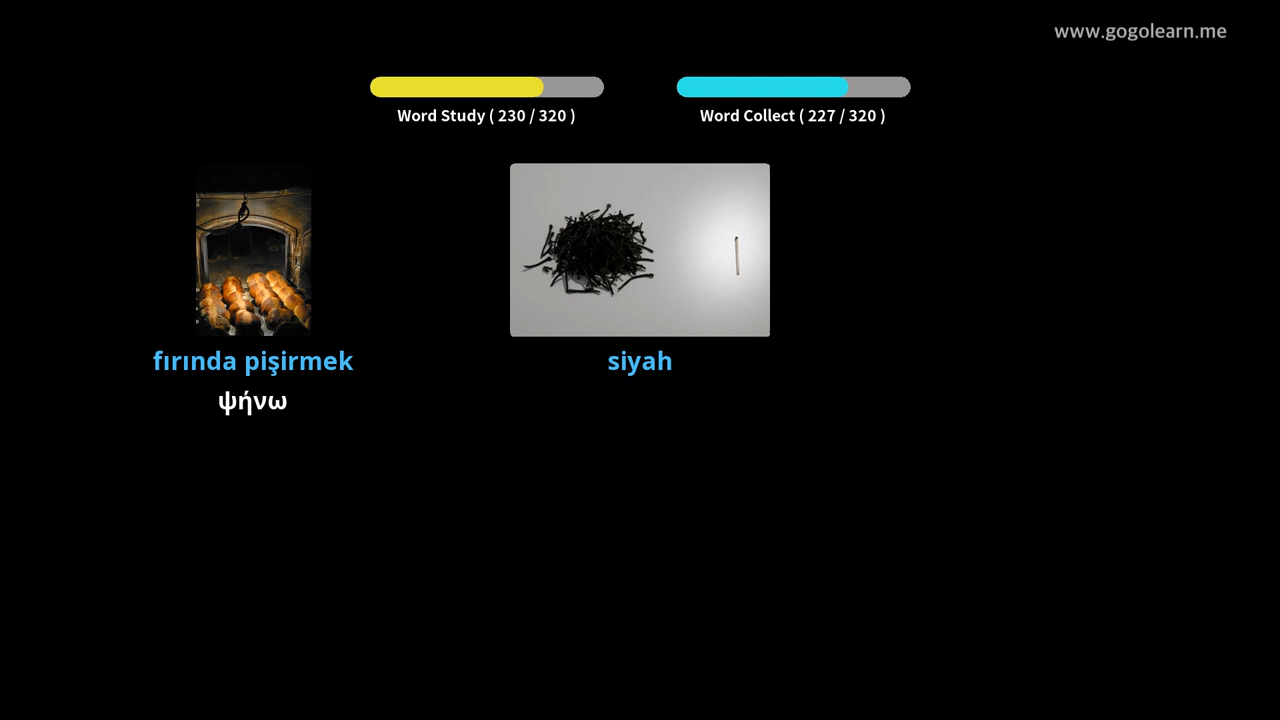 www.gogolearn.me
Word Study ( 230 / 320 )
Word Collect ( 227 / 320 )
fırında pişirmek
siyah
ψήνω